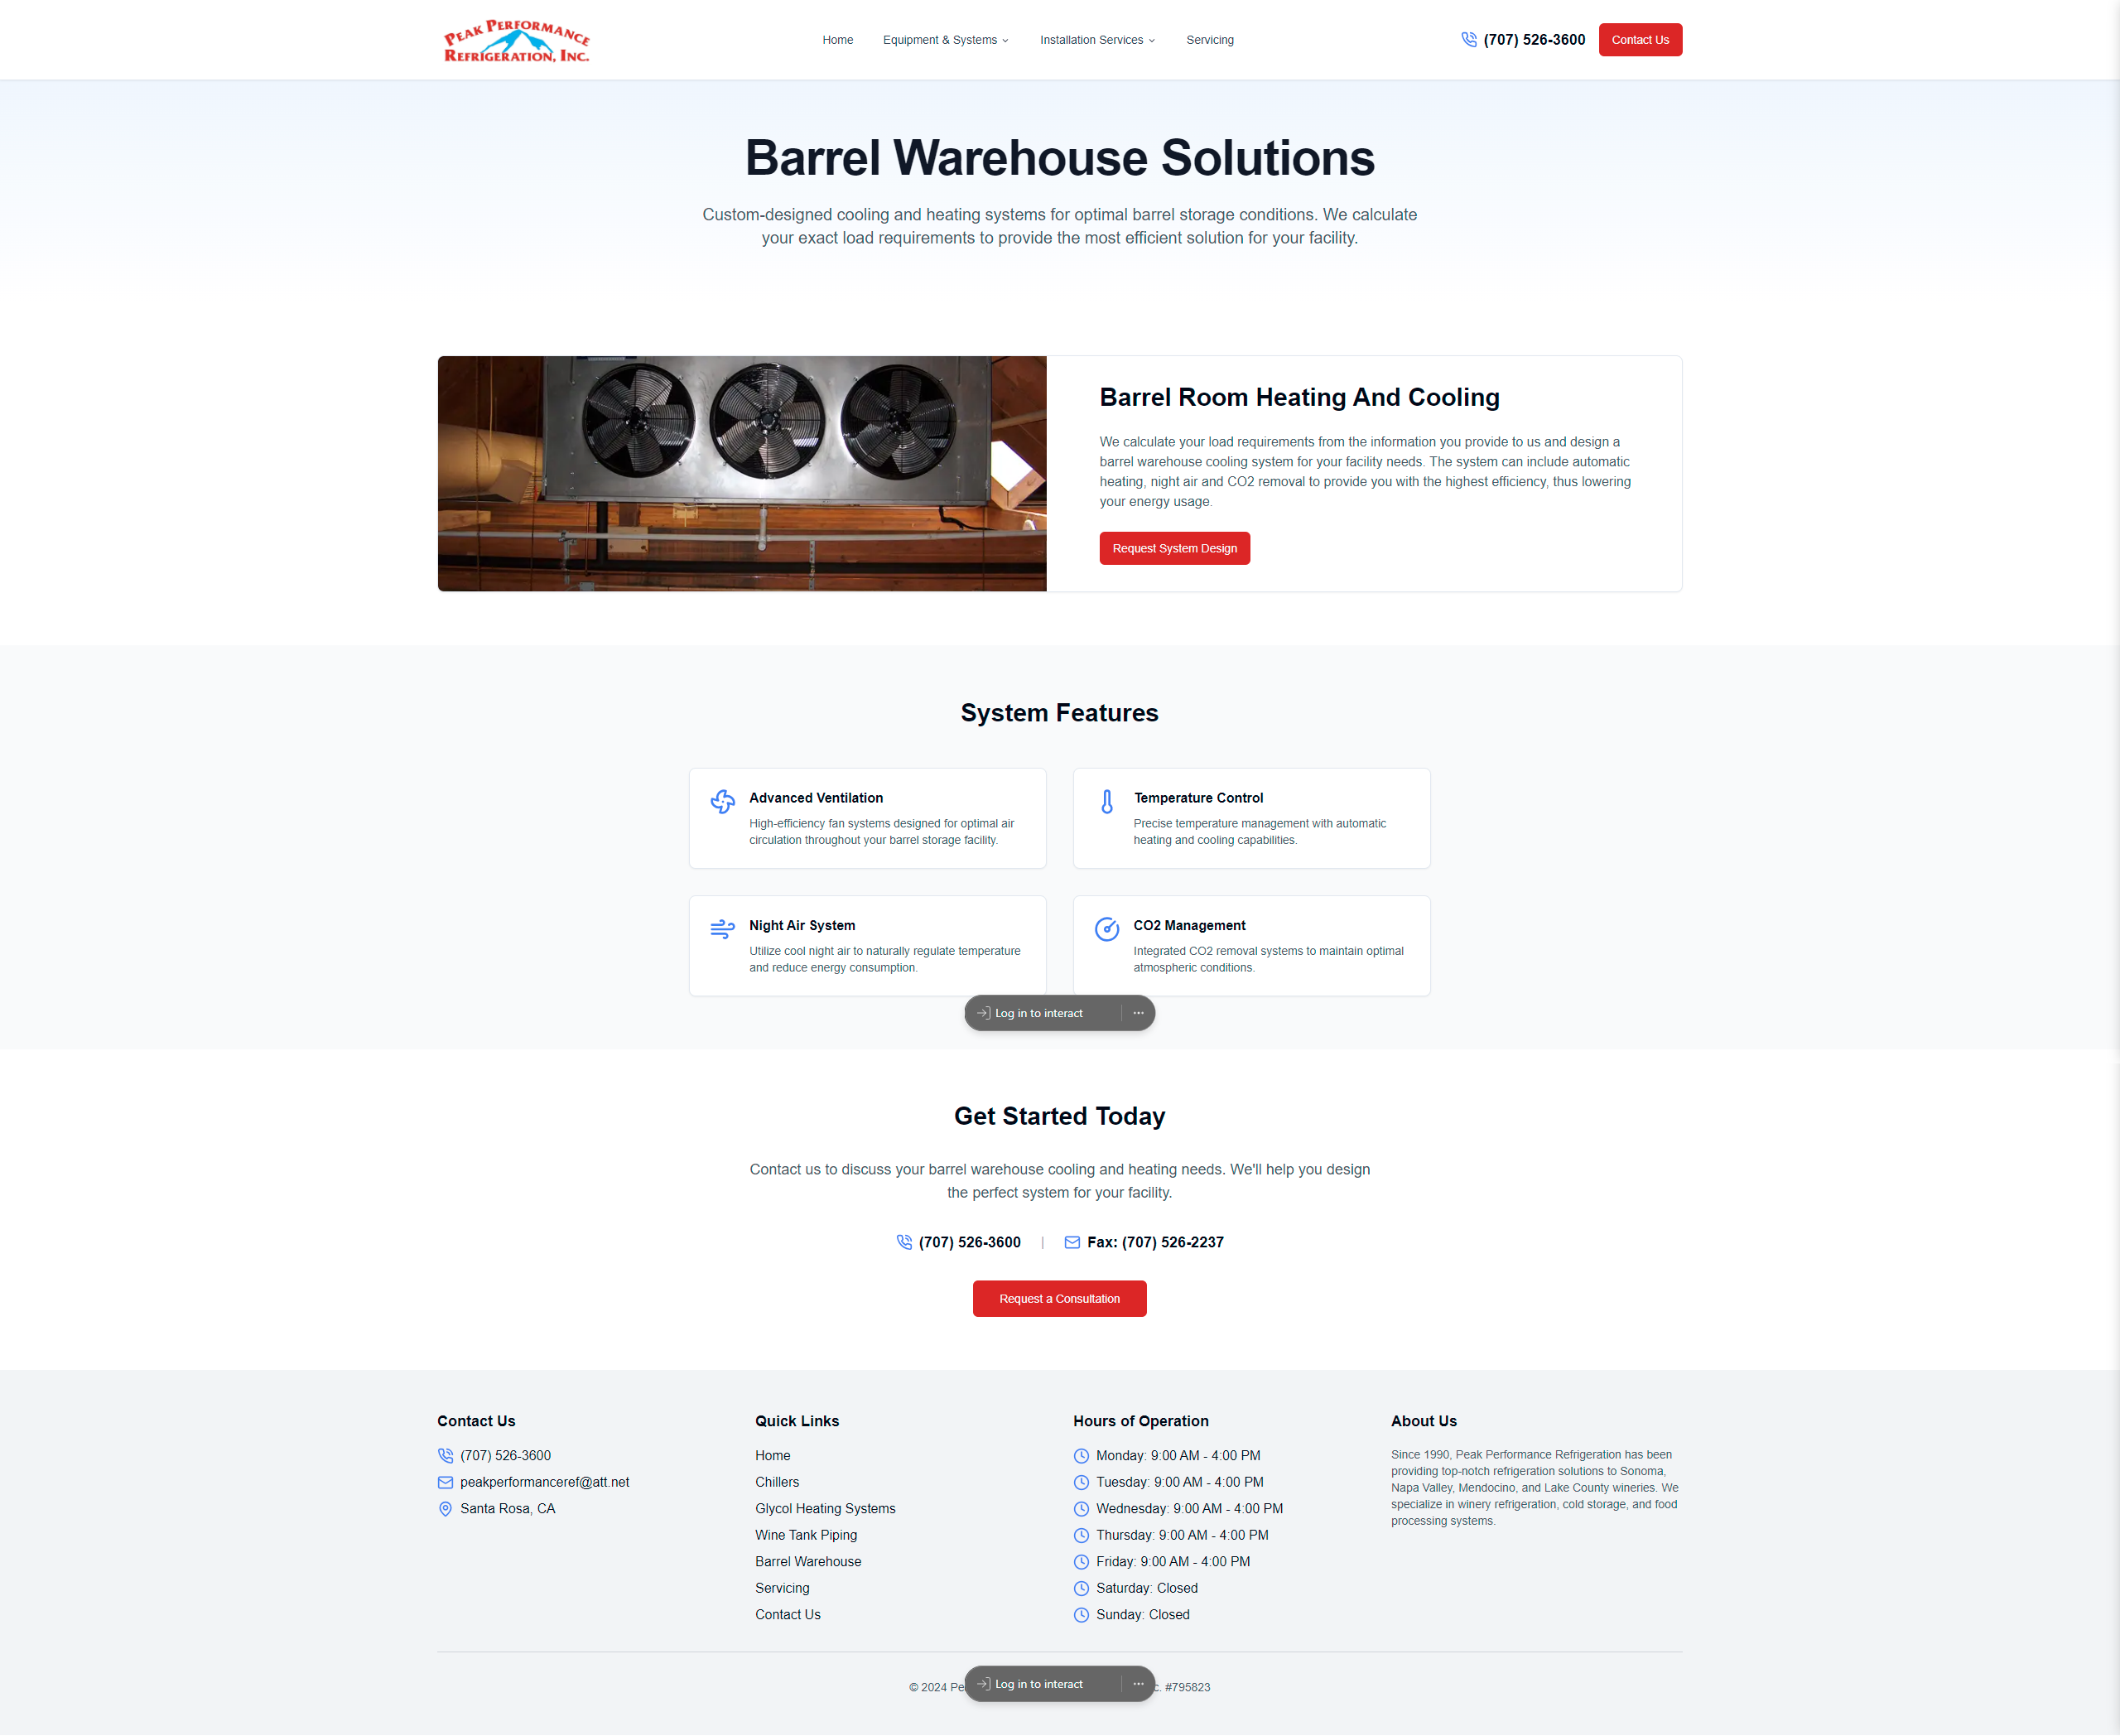 PEAK PERFORMANCE
REFRIGERATION, INC.
Home
Equipment & Systems
Installation Services
Servicing
(707) 526-3600
Contact Us
Barrel Warehouse Solutions
Custom-designed cooling and heating systems for optimal barrel storage conditions. We calculate
your exact load requirements to provide the most efficient solution for your facility.
Barrel Room Heating And Cooling
We calculate your load requirements from the information you provide to us and design a
barrel warehouse cooling system for your facility needs. The system can include automatic
heating, night air and CO2 removal to provide you with the highest efficiency, thus lowering
your energy usage.
Request System Design
System Features
Advanced Ventilation
High-efficiency fan systems designed for optimal air
circulation throughout your barrel storage facility.
Temperature Control
Precise temperature management with automatic
heating and cooling capabilities.
Night Air System
Utilize cool night air to naturally regulate temperature
and reduce energy consumption.
CO2 Management
Integrated CO2 removal systems to maintain optimal
atmospheric conditions.
Log in to interact
Get Started Today
Contact us to discuss your barrel warehouse cooling and heating needs. We'll help you design
the perfect system for your facility.
(707) 526-3600 | Fax: (707) 526-2237
Request a Consultation
Contact Us
(707) 526-3600
peakperformanceref@att.net
Santa Rosa, CA
Quick Links
Home
Chillers
Glycol Heating Systems
Wine Tank Piping
Barrel Warehouse
Servicing
Contact Us
Hours of Operation
Monday: 9:00 AM - 4:00 PM
Tuesday: 9:00 AM - 4:00 PM
Wednesday: 9:00 AM - 4:00 PM
Thursday: 9:00 AM - 4:00 PM
Friday: 9:00 AM - 4:00 PM
Saturday: Closed
Sunday: Closed
About Us
Since 1990, Peak Performance Refrigeration has been
providing top-notch refrigeration solutions to Sonoma,
Napa Valley, Mendocino, and Lake County wineries. We
specialize in winery refrigeration, cold storage, and food
processing systems.
© 2024
Log in to interact
#795823